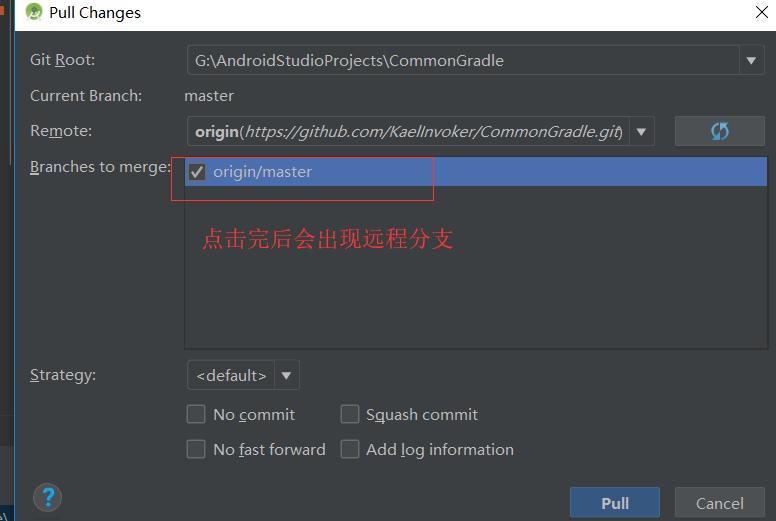 Pull Changes
Git Root:
G:\AndroidStudioProjects\CommonGradle
Current Branch:
master
Remote:
origin(https://github.com/KaelInvoker/CommonGradle.git)
Branches to merge:
origin/master
点击完后会出现远程分支
Strategy:
<default>
No commit
Squash commit
No fast forward
Add log information
?
Pull
Cancel